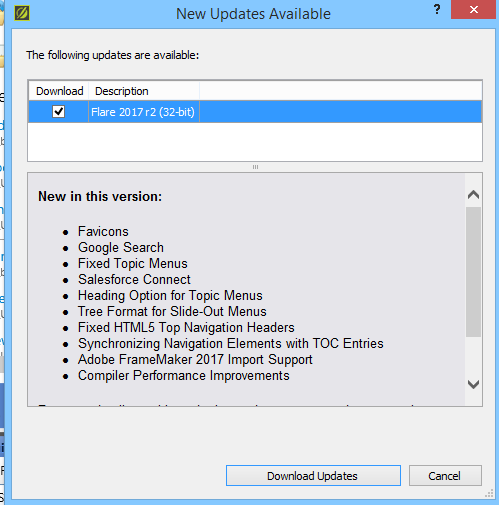 New Updates Available
?
The following updates are available:
Download Description
Flare 2017 r2 (32-bit)
New in this version:
• Favicons
• Google Search
• Fixed Topic Menus
• Salesforce Connect
• Heading Option for Topic Menus
• Tree Format for Slide-Out Menus
• Fixed HTML5 Top Navigation Headers
• Synchronizing Navigation Elements with TOC Entries
• Adobe FrameMaker 2017 Import Support
• Compiler Performance Improvements
Download Updates
Cancel